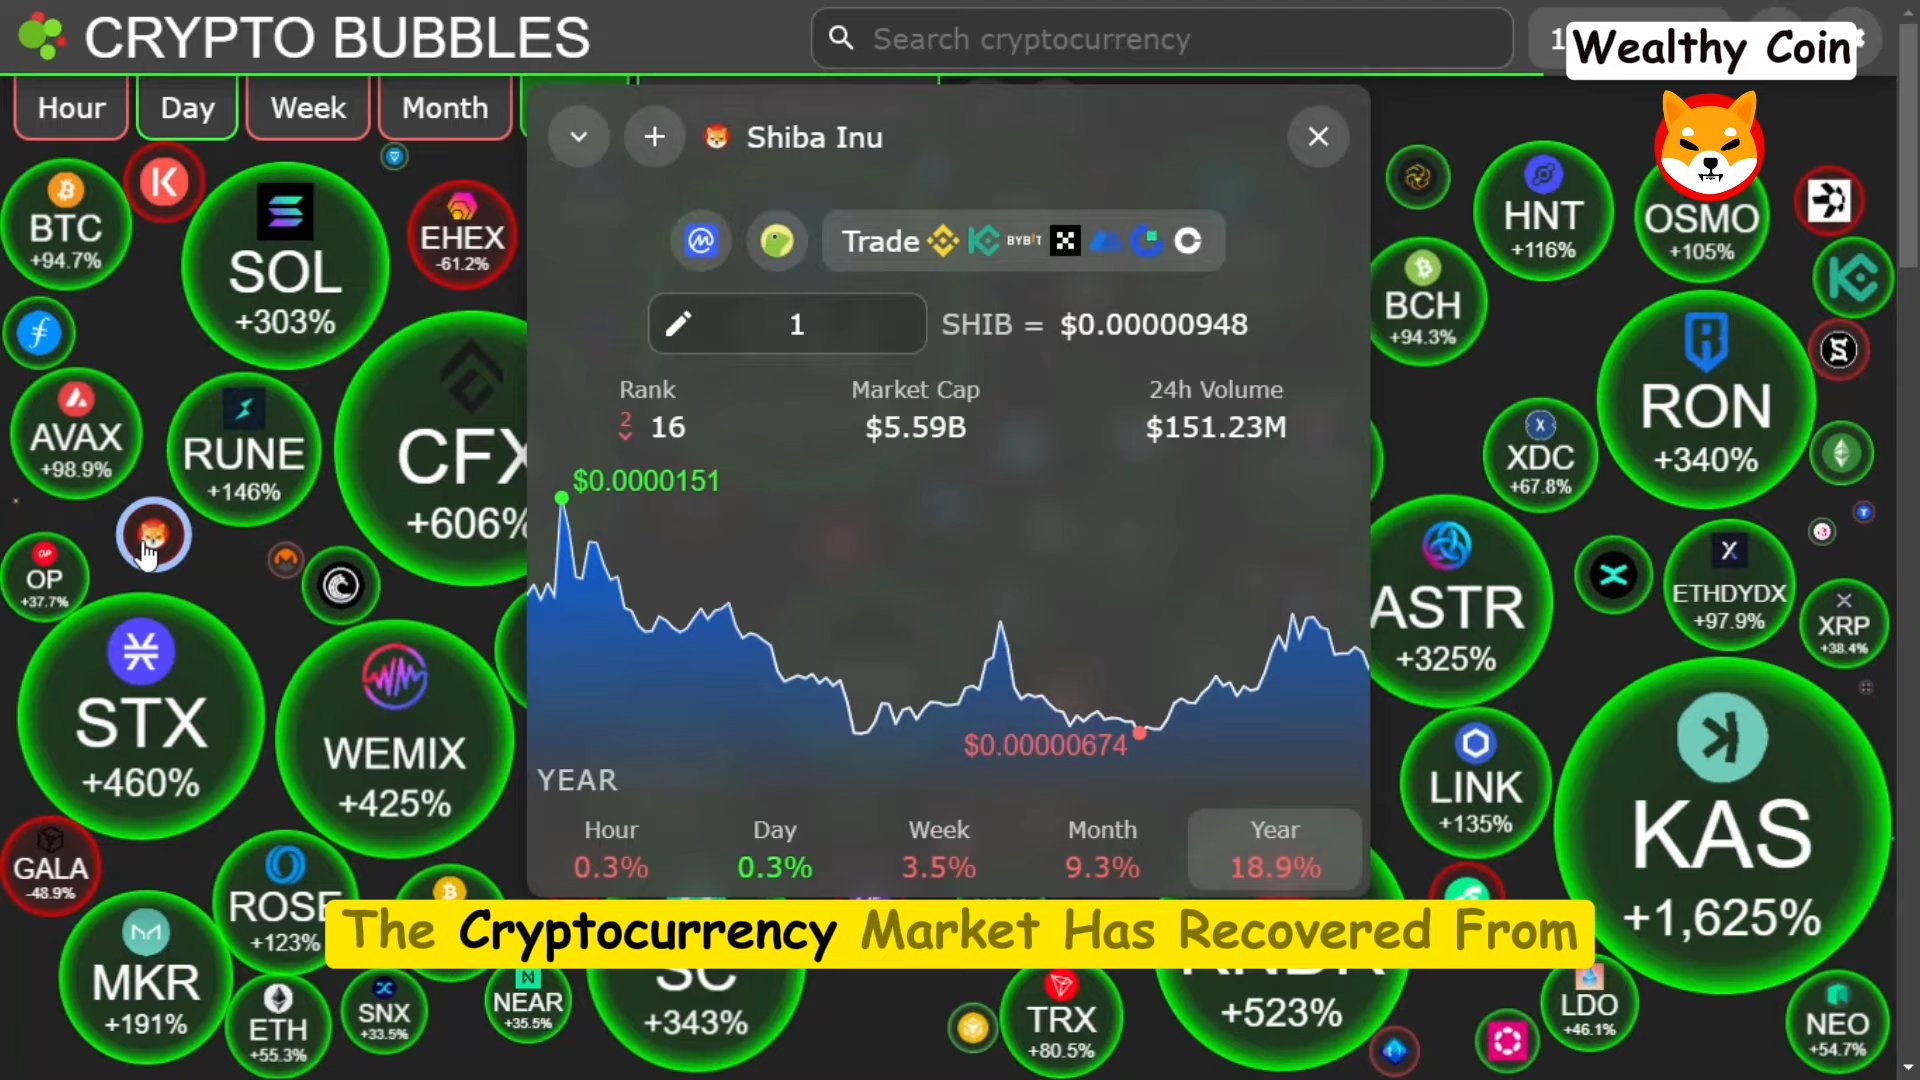 CRYPTO BUBBLES
Search cryptocurrency
1
Wealthy Coin
Hour
Day
Week
Month
Shiba Inu
Trade
BYBIT
1
SHIB = $0.00000948
Rank
Market Cap
24h Volume
2
16
$5.59B
$151.23M
$0.0000151
$0.00000674
YEAR
Hour
Day
Week
Month
Year
0.3%
0.3%
3.5%
9.3%
18.9%
The Cryptocurrency Market Has Recovered From
BTC
+94.7%
SOL
+303%
EHEX
-61.2%
AVAX
+98.9%
RUNE
+146%
CFX
+606%
OP
OP
+37.7%
STX
+460%
WEMIX
+425%
GALA
-48.9%
ROSE
+123%
MKR
+191%
ETH
+55.3%
SNX
+33.5%
NEAR
+35.5%
SC
+343%
TRX
+80.5%
RNDR
+523%
LDO
+46.1%
NEO
+54.7%
HNT
+116%
OSMO
+105%
BCH
+94.3%
RON
+340%
XDC
+67.8%
ASTR
+325%
ETHDYDX
+97.9%
XRP
+38.4%
LINK
+135%
KAS
+1,625%